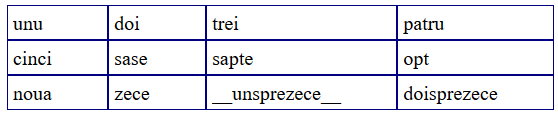 unu doi trei patru
cinci sase sapte opt
noua zece __unsprezece__ doisprezece